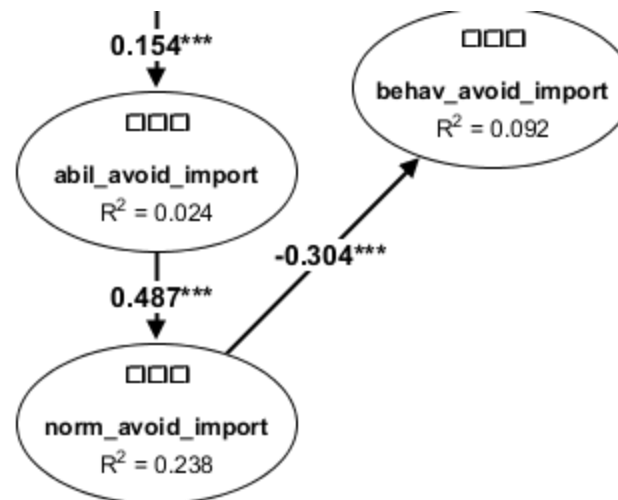 0.154***
□□□
abil_avoid_import
R² = 0.024
□□□
behav_avoid_import
R² = 0.092
-0.304***
0.487***
□□□
norm_avoid_import
R² = 0.238